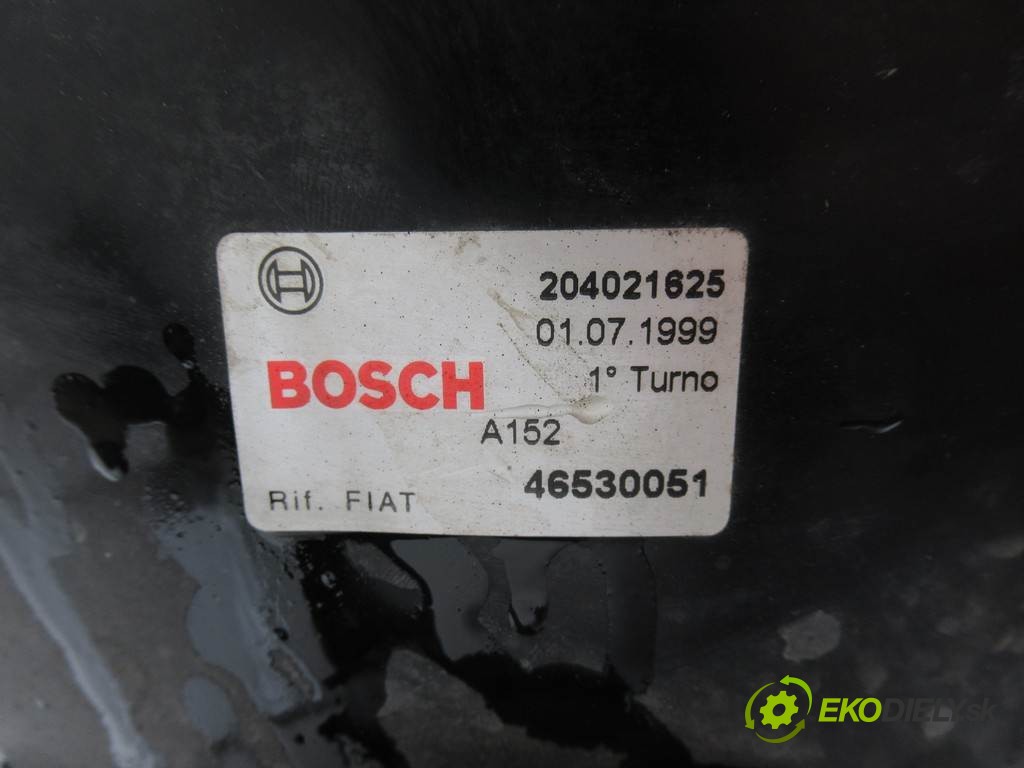 204021625
01.07.1999
BOSCH
1° Turno
A152
Rif. FIAT
46530051
EKODIELY.sk